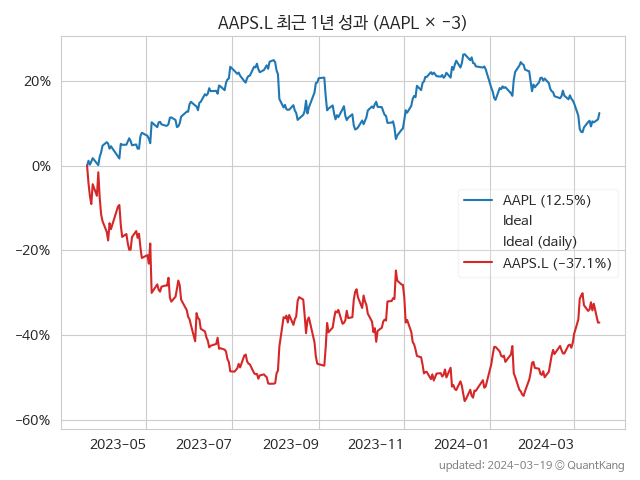 AAPS.L 최근 1년 성과 (AAPL × −3)
20%
0%
−20%
−40%
−60%
AAPL (12.5%)
Ideal
Ideal (daily)
AAPS.L (−37.1%)
2023-05 2023-07 2023-09 2023-11 2024-01 2024-03
updated: 2024-03-19 © QuantKang